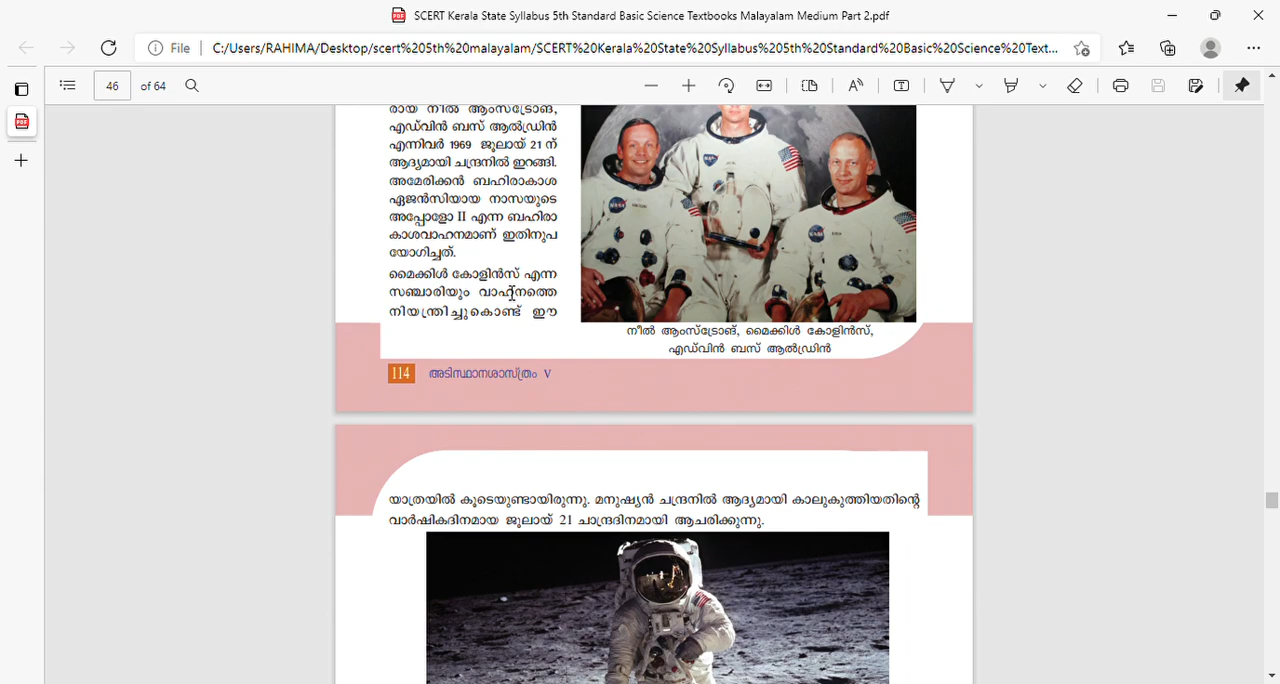 SCERT Kerala State Syllabus 5th Standard Basic Science Textbooks Malayalam Medium Part 2.pdf
File
C:/Users/RAHIMA/Desktop/scert%205th%20malayalam/SCERT%20Kerala%20State%20Syllabus%205th%20Standard%20Basic%20Science%20Text...
46 of 64
രായ നീൽ ആംസ്ട്രോങ്,
എഡ്‌വിൻ ബസ് ആൽഡ്രിൻ
എന്നിവർ 1969 ജൂലായ് 21 ന്
ആദ്യമായി ചന്ദ്രനിൽ ഇറങ്ങി.
അമേരിക്കൻ ബഹിരാകാശ
ഏജൻസിയായ നാസയുടെ
അപ്പോളോ II എന്ന ബഹിരാ
കാശവാഹനമാണ് ഇതിനുപ
യോഗിച്ചത്.
മൈക്കിൾ കോളിൻസ് എന്ന
സഞ്ചാരിയും വാഹനത്തെ
നിയന്ത്രിച്ചുകൊണ്ട് ഈ
NASA
NASA
NASA
നീൽ ആംസ്ട്രോങ്, മൈക്കിൾ കോളിൻസ്,
എഡ്‌വിൻ ബസ് ആൽഡ്രിൻ
114 അടിസ്ഥാനശാസ്ത്രം V
യാത്രയിൽ കൂടെയുണ്ടായിരുന്നു. മനുഷ്യൻ ചന്ദ്രനിൽ ആദ്യമായി കാലുകുത്തിയതിന്റെ
വാർഷികദിനമായ ജൂലായ് 21 ചാന്ദ്രദിനമായി ആചരിക്കുന്നു.